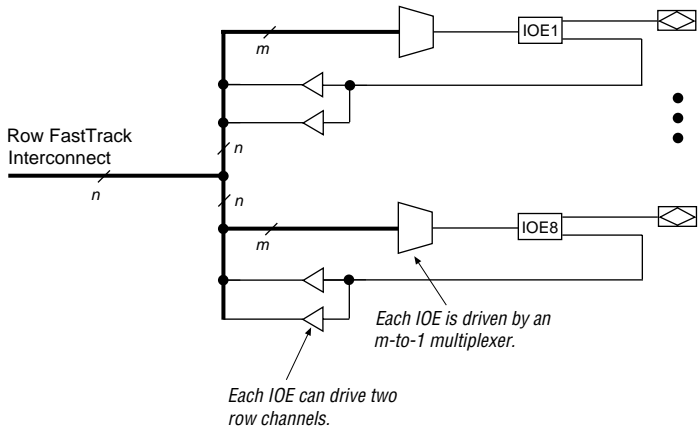 m
IOE1
Row FastTrack
Interconnect
n
n
n
m
IOE8
Each IOE is driven by an
m-to-1 multiplexer.
Each IOE can drive two
row channels.